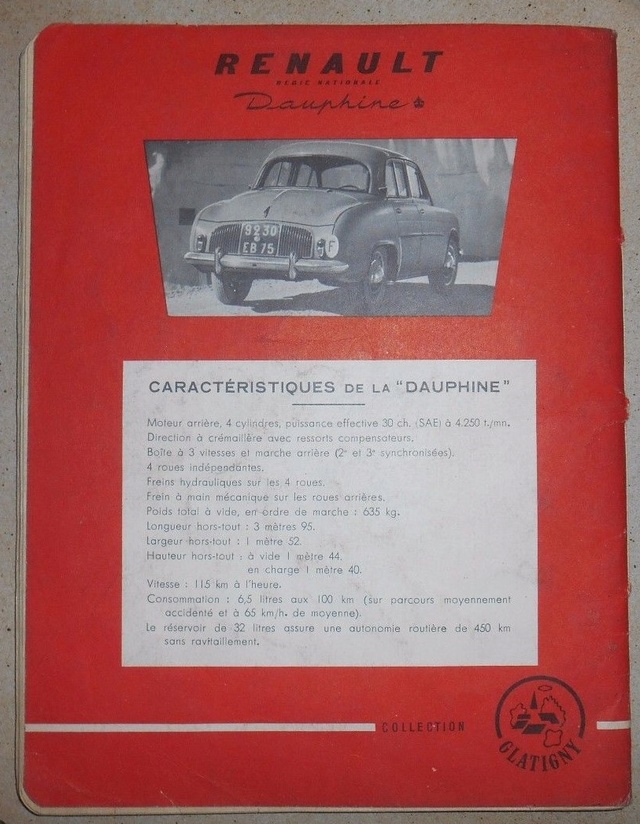 RENAULT
RÉGIE NATIONALE
Dauphine
9230
EB 75
F
CARACTÉRISTIQUES DE LA "DAUPHINE"
Moteur arrière, 4 cylindres, puissance effective 30 ch. (SAE) à 4.250 t./mn.
Direction à crémaillère avec ressorts compensateurs.
Boîte à 3 vitesses et marche arrière (2e et 3e synchronisées).
4 roues indépendantes.
Freins hydrauliques sur les 4 roues.
Frein à main mécanique sur les roues arrières.
Poids total à vide, en ordre de marche : 635 kg.
Longueur hors-tout : 3 mètres 95.
Largeur hors-tout : 1 mètre 52.
Hauteur hors-tout : à vide 1 mètre 44.
en charge 1 mètre 40.
Vitesse : 115 km à l'heure.
Consommation : 6,5 litres aux 100 km (sur parcours moyennement
accidenté et à 65 km/h. de moyenne).
Le réservoir de 32 litres assure une autonomie routière de 450 km
sans ravitaillement.
COLLECTION
GLATIGNY